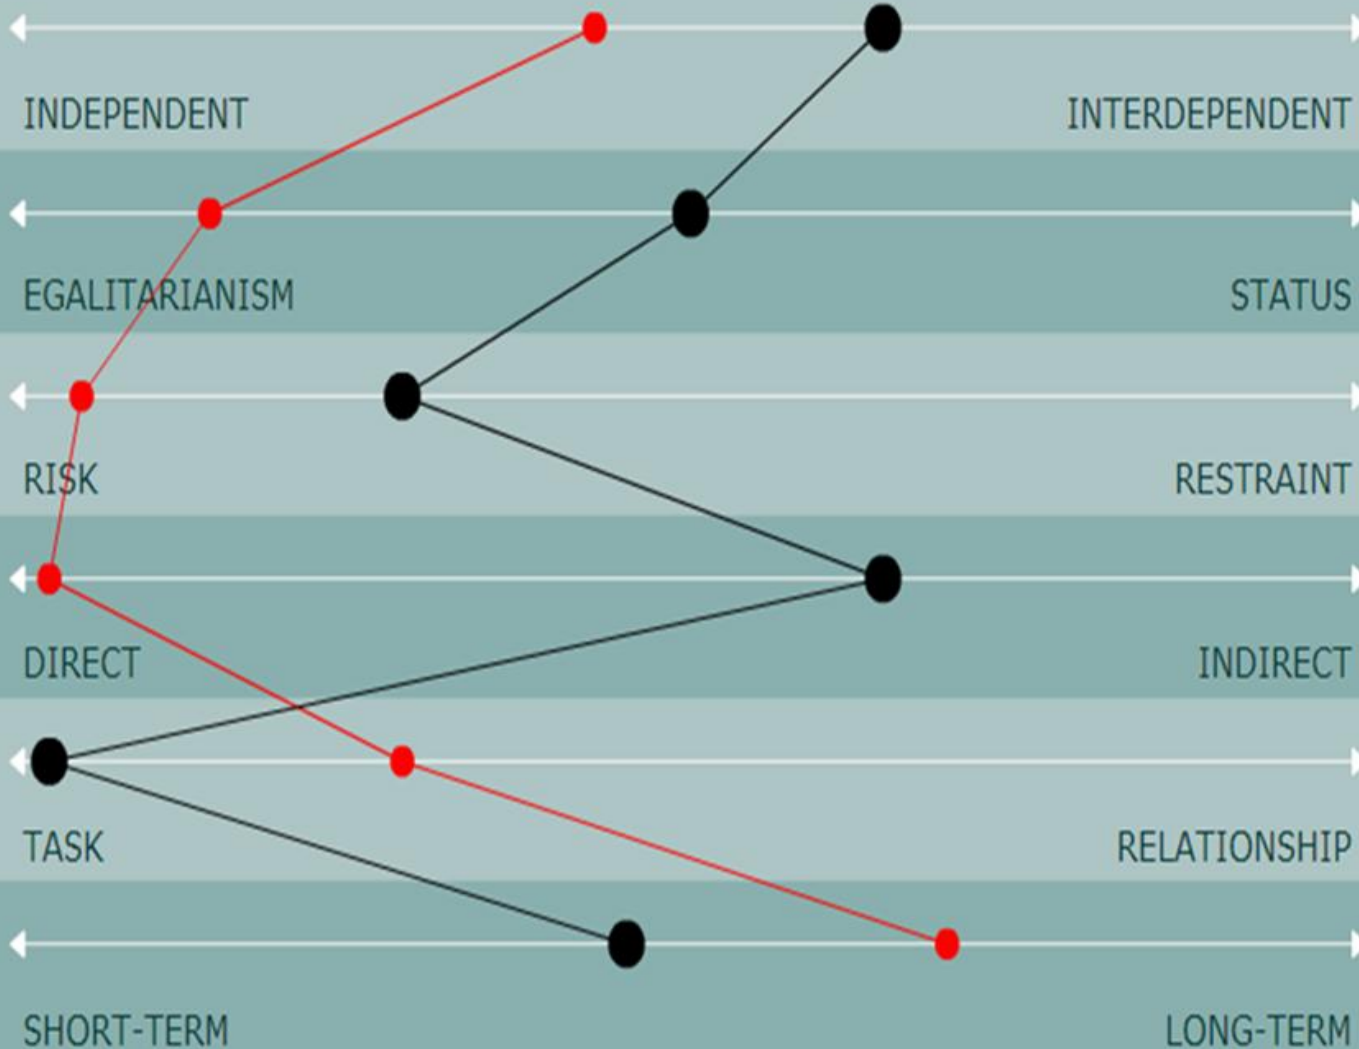 INDEPENDENT INTERDEPENDENT
EGALITARIANISM STATUS
RISK RESTRAINT
DIRECT INDIRECT
TASK RELATIONSHIP
SHORT-TERM LONG-TERM